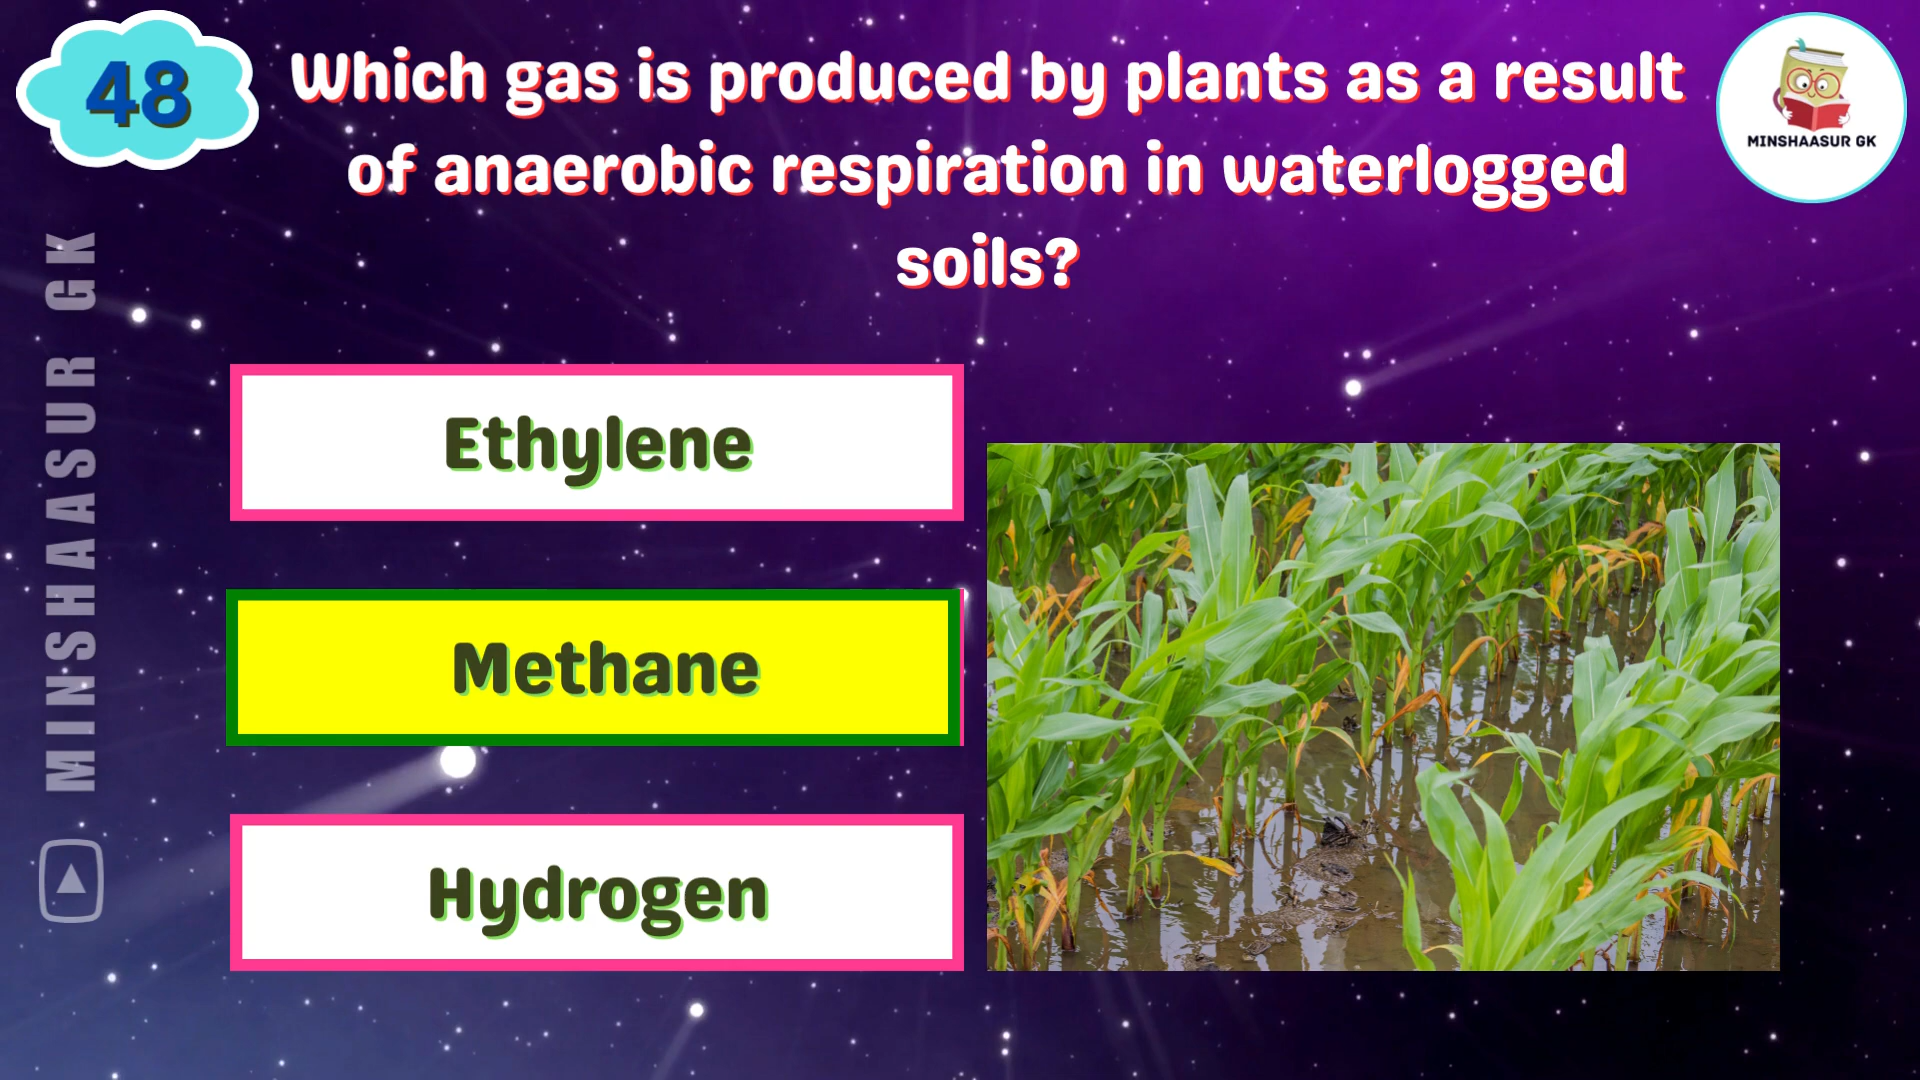 48
Which gas is produced by plants as a result
of anaerobic respiration in waterlogged
soils?
MINSHAASUR GK
MINSHAASUR GK
Ethylene
Methane
Hydrogen